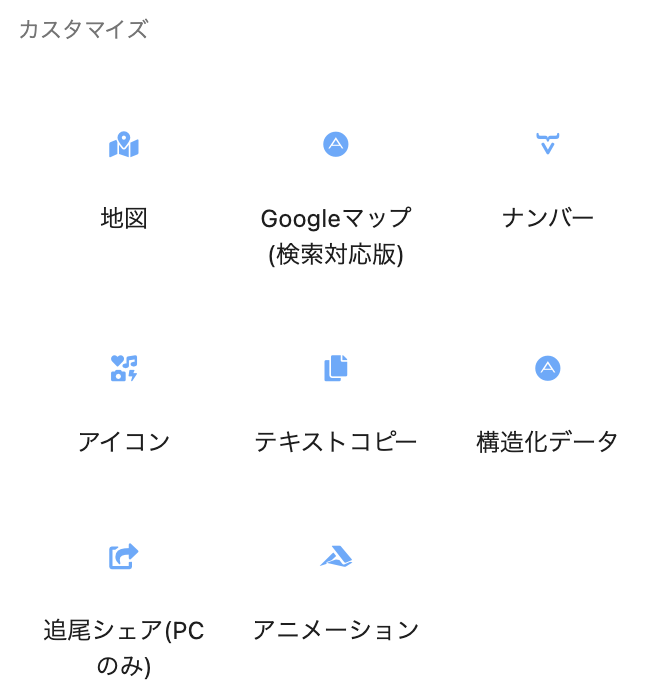 カスタマイズ
地図
Googleマップ
(検索対応版)
ナンバー
アイコン
テキストコピー
構造化データ
追尾シェア(PC
のみ)
アニメーション